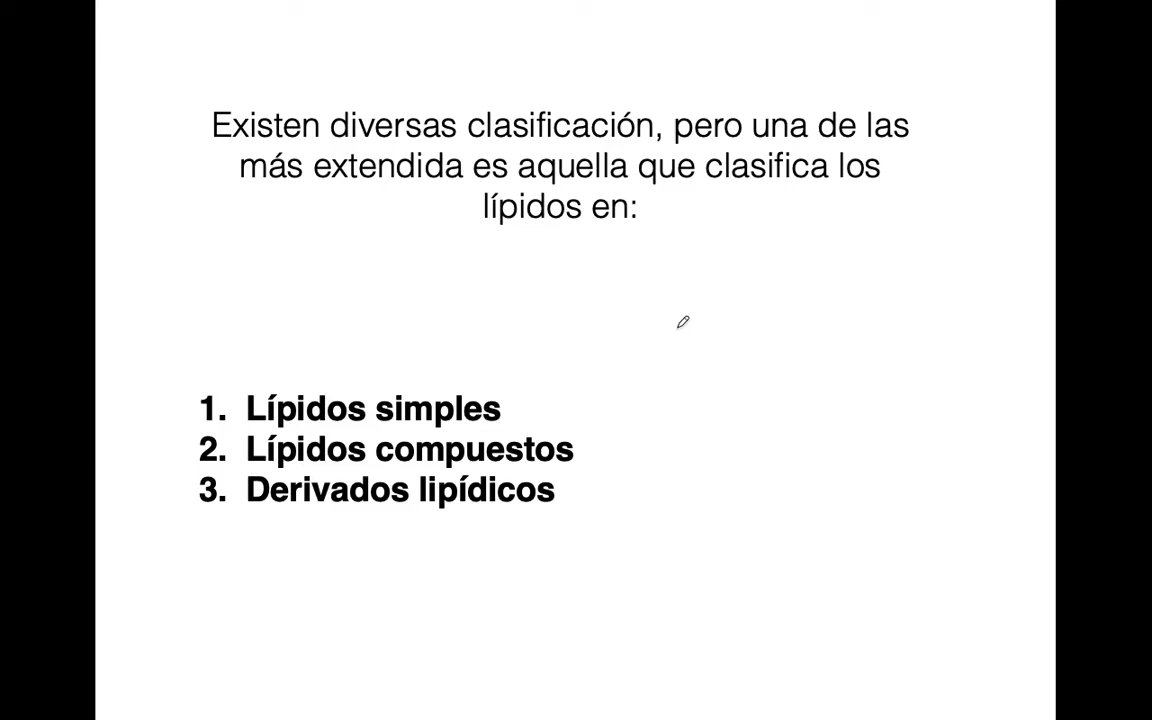 Existen diversas clasificación, pero una de las
más extendida es aquella que clasifica los
lípidos en:
1. Lípidos simples
2. Lípidos compuestos
3. Derivados lipídicos